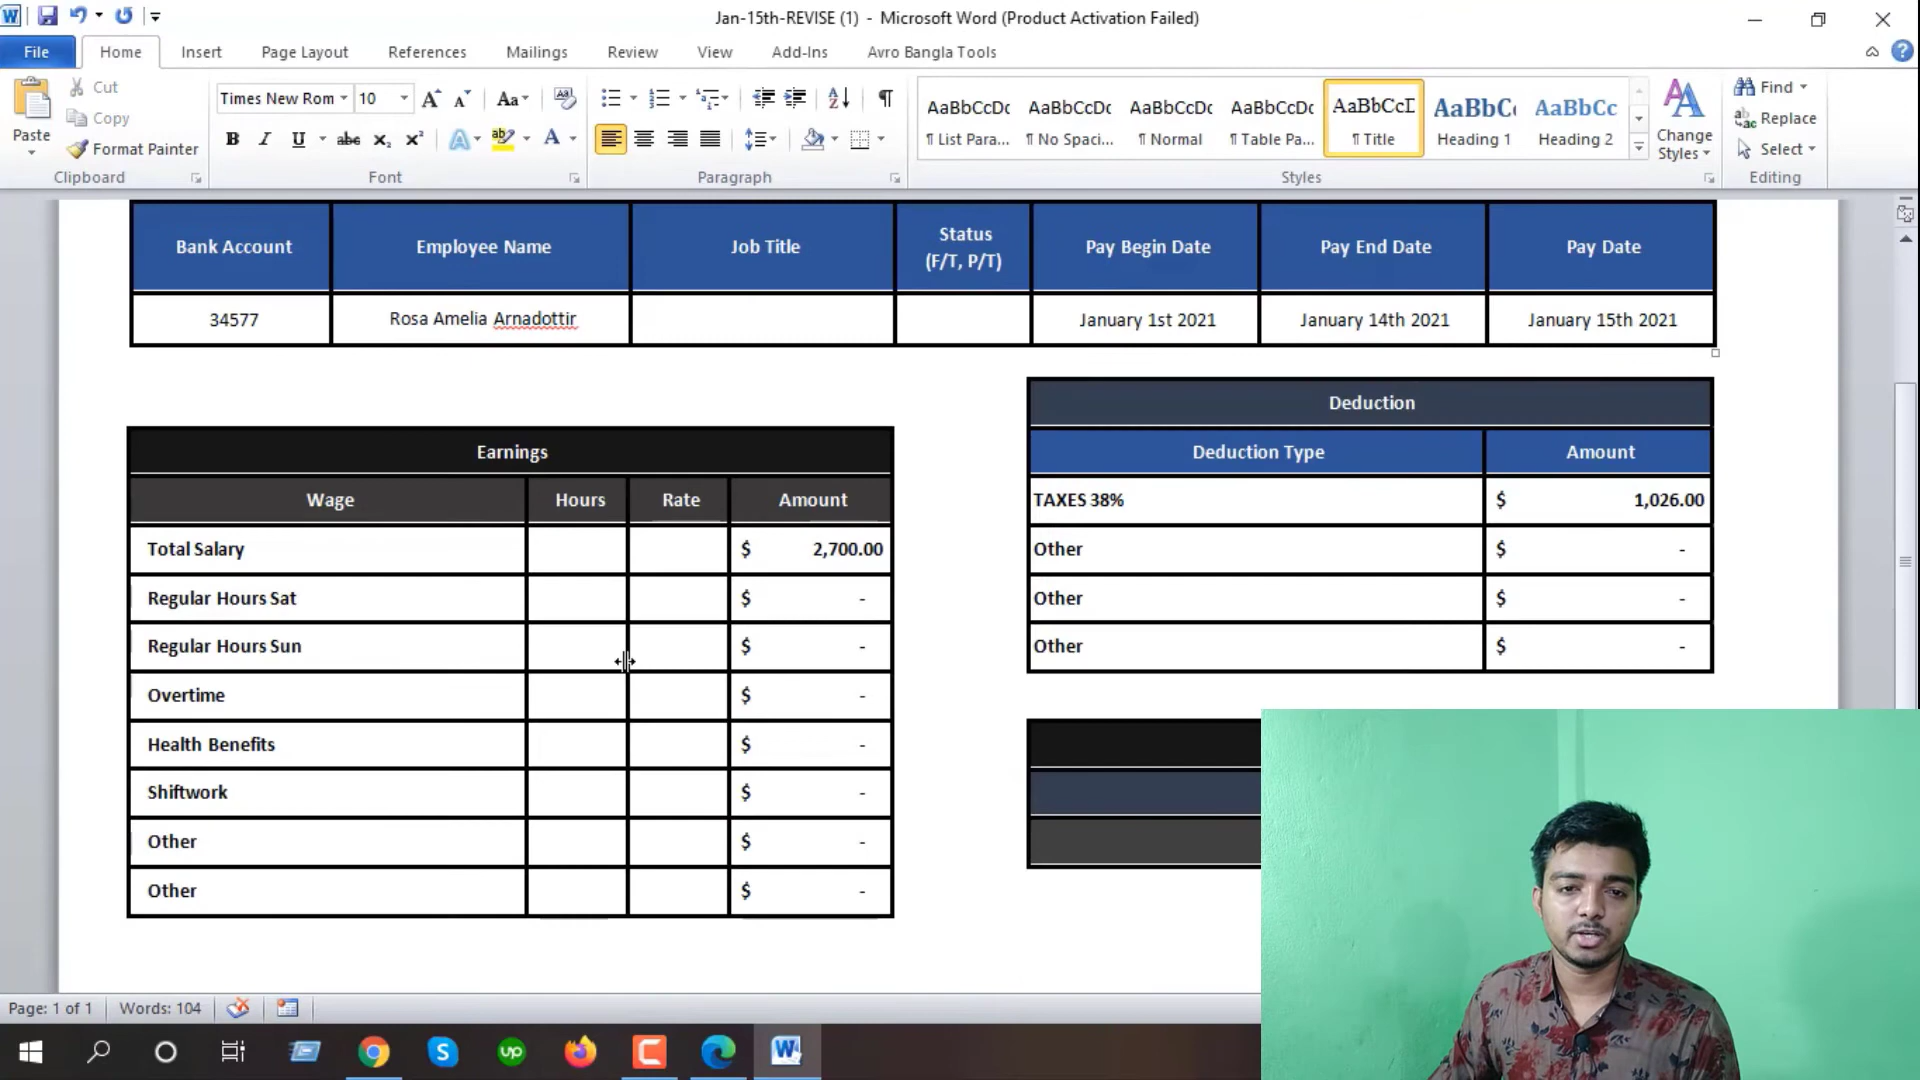 Jan-15th-REVISE (1) - Microsoft Word (Product Activation Failed)
File Home Insert Page Layout References Mailings Review View Add-Ins Avro Bangla Tools
Paste
Cut
Copy
Format Painter
Clipboard
Times New Rom 10
Font
Paragraph
AaBbCcDc AaBbCcDc AaBbCcDc AaBbCcDc AaBbCcD AaBbCc AaBbCc
¶ List Para... ¶ No Spaci... ¶ Normal ¶ Table Pa... ¶ Title Heading 1 Heading 2
Styles
Change Styles
Find
Replace
Select
Editing
Bank Account Employee Name Job Title Status (F/T, P/T) Pay Begin Date Pay End Date Pay Date
34577 Rosa Amelia Arnadottir January 1st 2021 January 14th 2021 January 15th 2021
Earnings
Wage Hours Rate Amount
Total Salary $ 2,700.00
Regular Hours Sat $ -
Regular Hours Sun $ -
Overtime $ -
Health Benefits $ -
Shiftwork $ -
Other $ -
Other $ -
Deduction
Deduction Type Amount
TAXES 38% $ 1,026.00
Other $ -
Other $ -
Other $ -
Page: 1 of 1 Words: 104